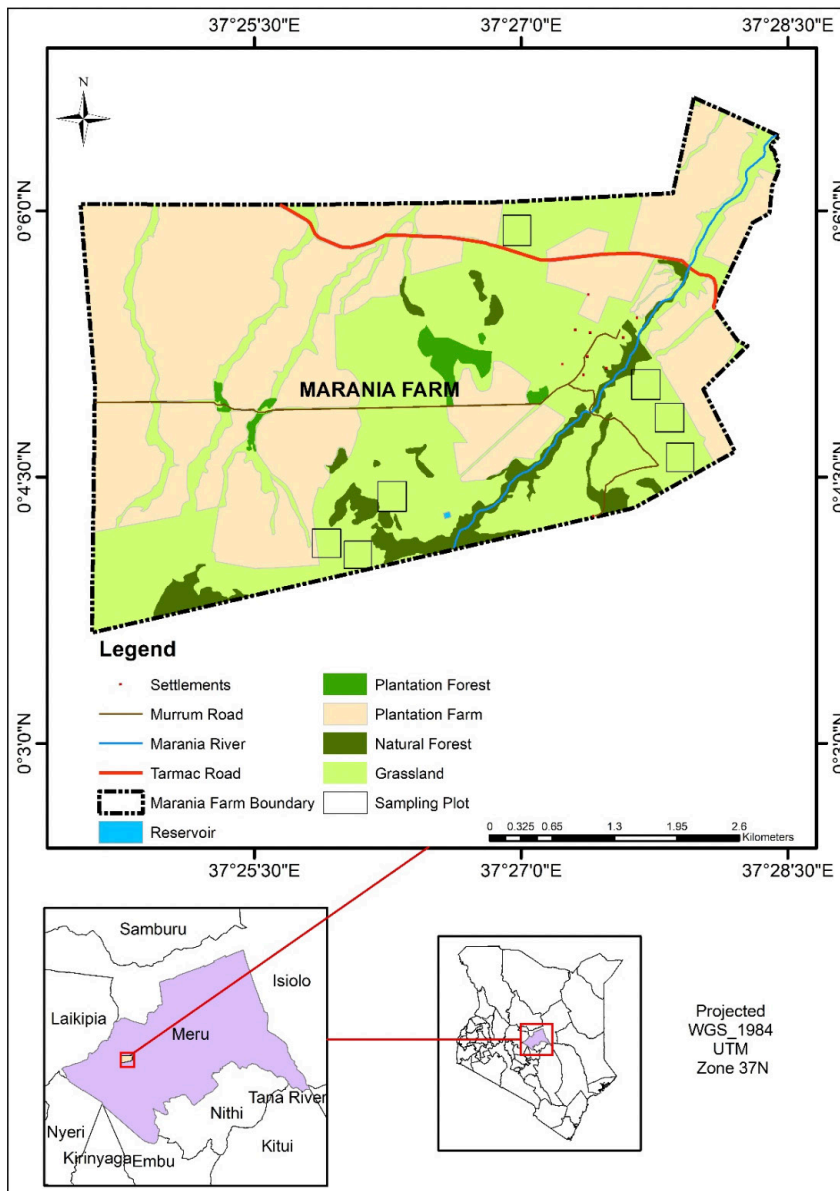 37°25'30"E
37°27'0"E
37°28'30"E
N
0°6'0"N
0°6'0"N
MARANIA FARM
0°4'30"N
0°4'30"N
Legend
Settlements
Murrum Road
Marania River
Tarmac Road
Marania Farm Boundary
Reservoir
Plantation Forest
Plantation Farm
Natural Forest
Grassland
Sampling Plot
0°3'0"N
0°3'0"N
0 0.325 0.65 1.3 1.95 2.6
Kilometers
37°25'30"E
37°27'0"E
37°28'30"E
Samburu
Isiolo
Laikipia
Meru
Tana River
Nithi
Nyeri
Kitui
Kirinyaga
Embu
Projected
WGS_1984
UTM
Zone 37N